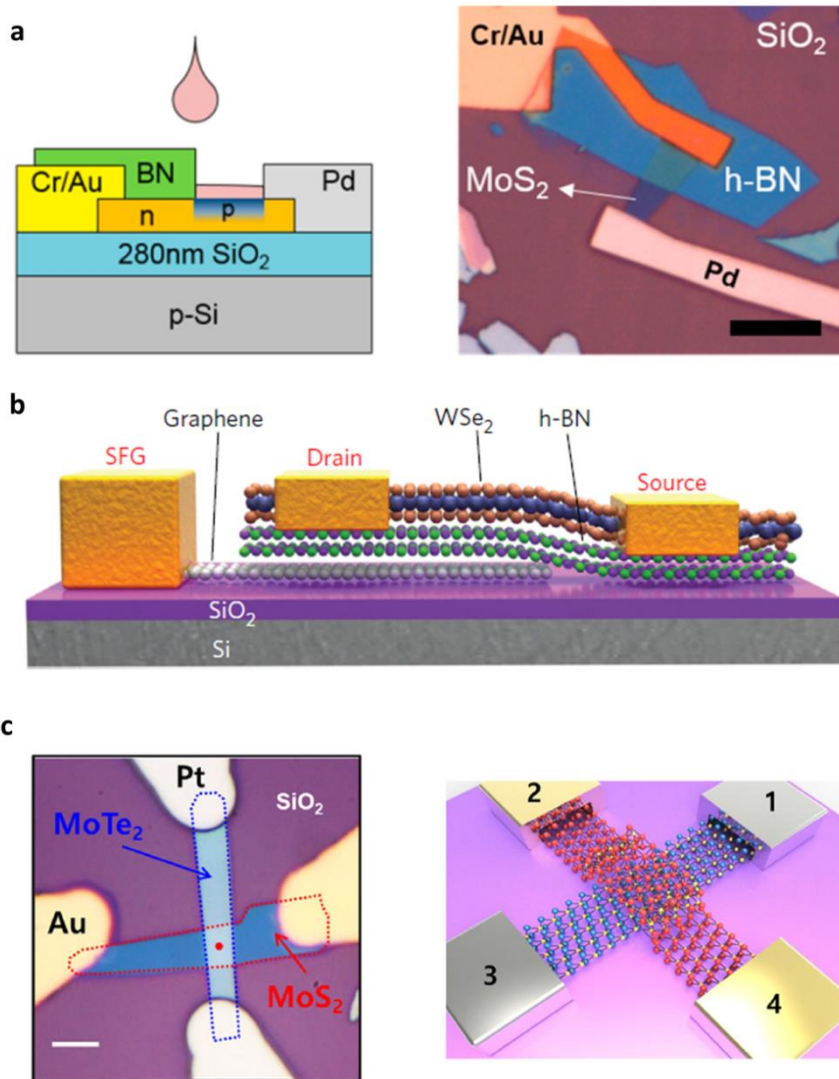 a
Cr/Au
BN
Pd
n
p
280nm SiO₂
p-Si
Cr/Au
SiO₂
MoS₂
h-BN
Pd
b
Graphene
WSe₂
h-BN
SFG
Drain
Source
SiO₂
Si
c
Pt
SiO₂
MoTe₂
Au
MoS₂
2
1
3
4